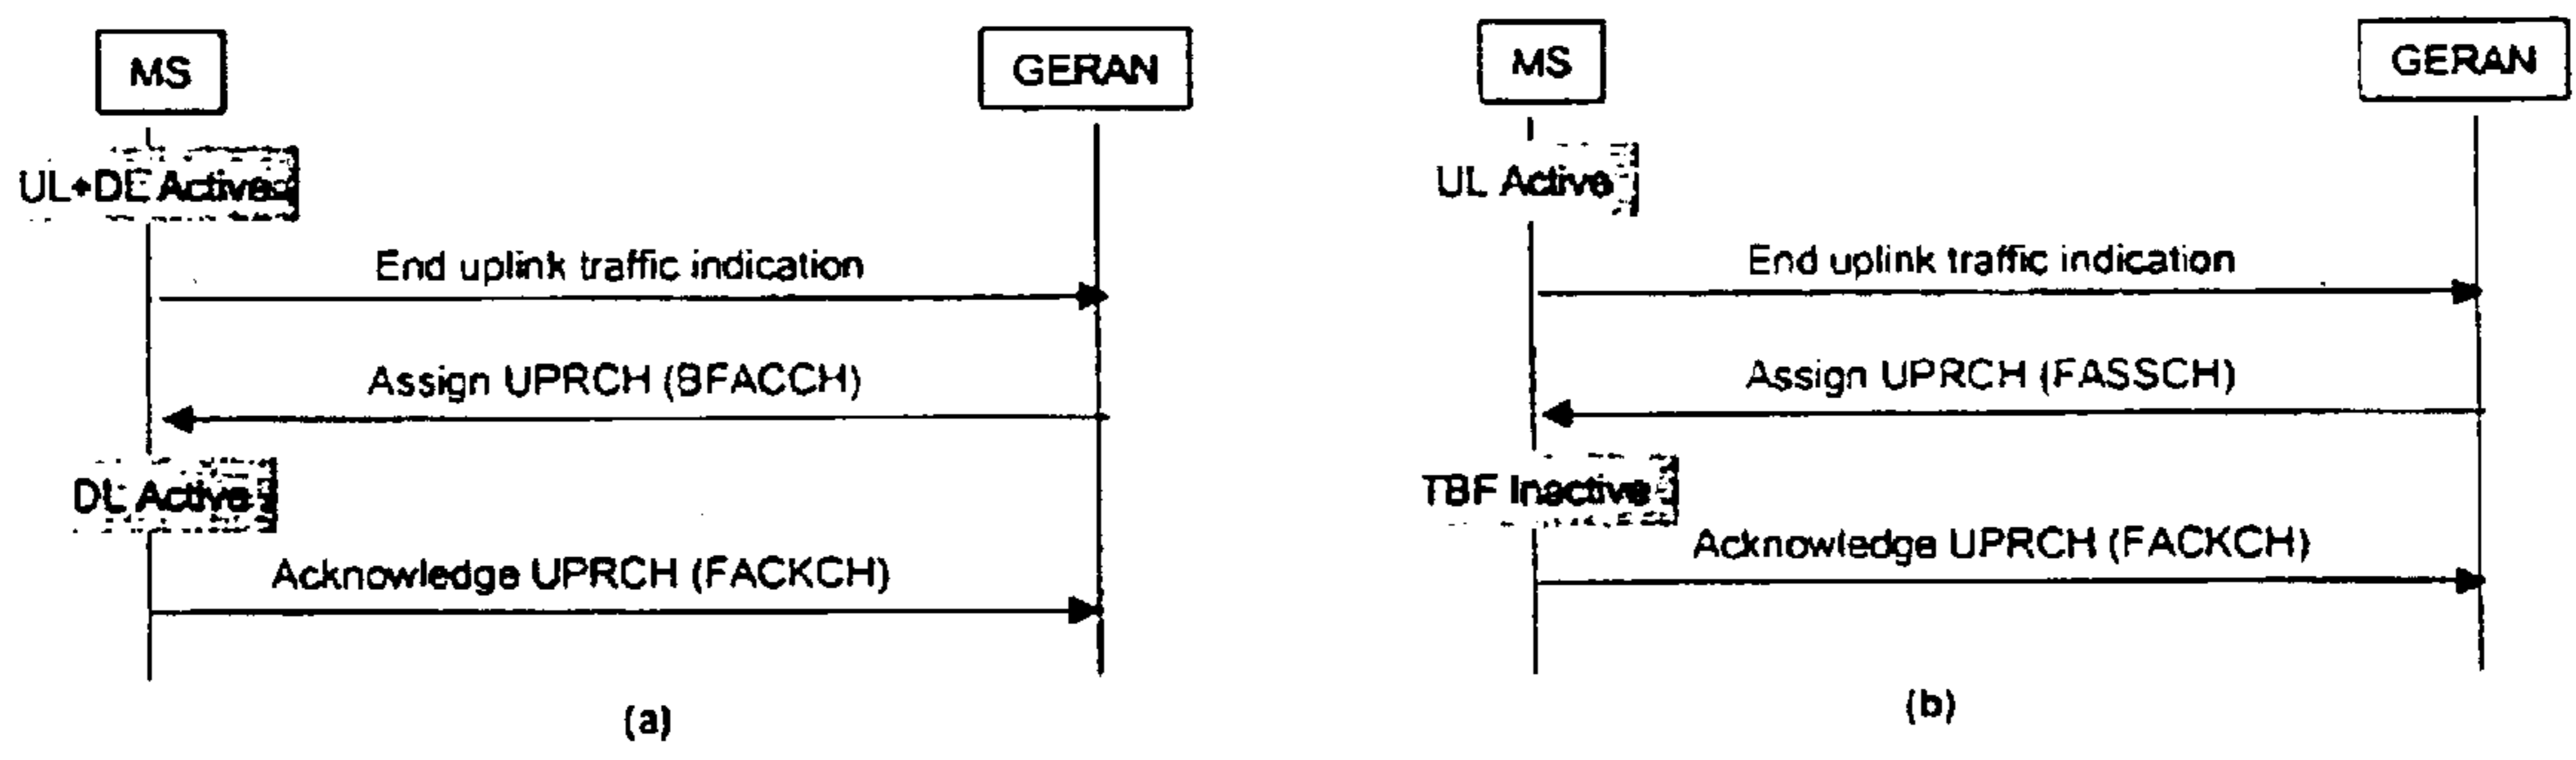 MS
GERAN
UL+DL Active
End uplink traffic indication
Assign UPRCH (BFACCH)
DL Active
Acknowledge UPRCH (FACKCH)
(a)
MS
GERAN
UL Active
End uplink traffic indication
Assign UPRCH (FASSCH)
TBF Inactive
Acknowledge UPRCH (FACKCH)
(b)